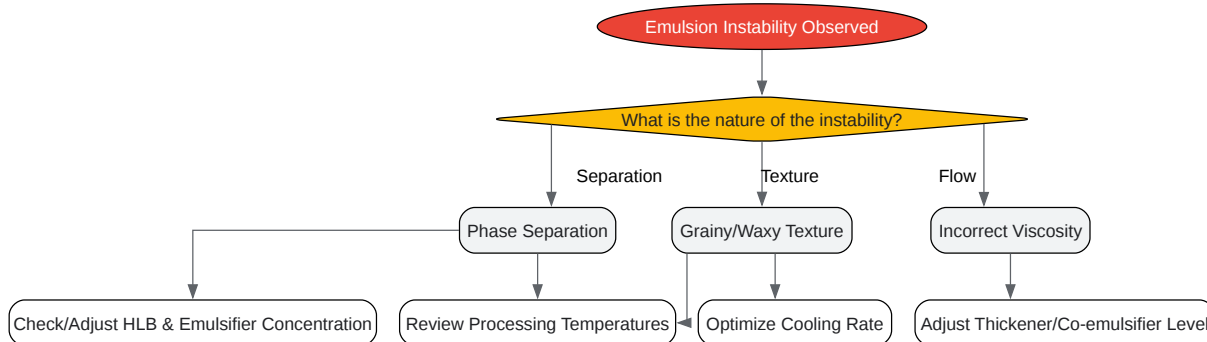 Emulsion Instability Observed
What is the nature of the instability?
Separation
Texture
Flow
Phase Separation
Grainy/Waxy Texture
Incorrect Viscosity
Check/Adjust HLB & Emulsifier Concentration
Review Processing Temperatures
Optimize Cooling Rate
Adjust Thickener/Co-emulsifier Level